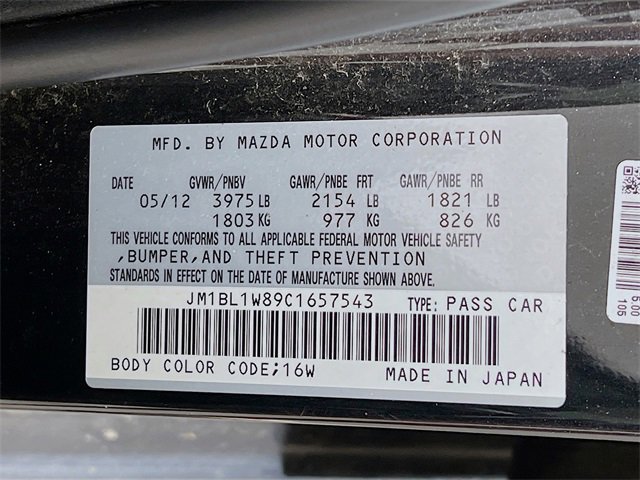 MFD. BY MAZDA MOTOR CORPORATION
DATE GVWR/PNBV GAWR/PNBE FRT GAWR/PNBE RR
05/12 3975 LB 2154 LB 1821 LB
1803 KG 977 KG 826 KG
THIS VEHICLE CONFORMS TO ALL APPLICABLE FEDERAL MOTOR VEHICLE SAFETY
,BUMPER,AND THEFT PREVENTION
STANDARDS IN EFFECT ON THE DATE OF MANUFACTURE SHOWN ABOVE.
JM1BL1W89C1657543 TYPE: PASS CAR
BODY COLOR CODE;16W MADE IN JAPAN
5.00
105